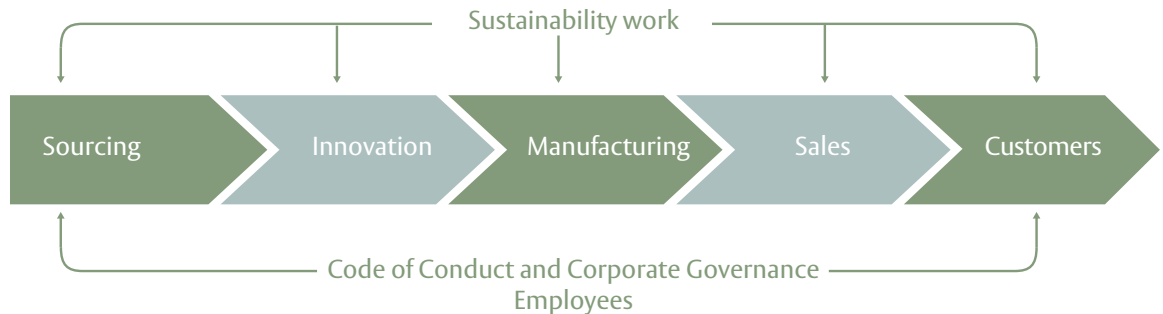 Sustainability work
Sourcing
Innovation
Manufacturing
Sales
Customers
Code of Conduct and Corporate Governance
Employees